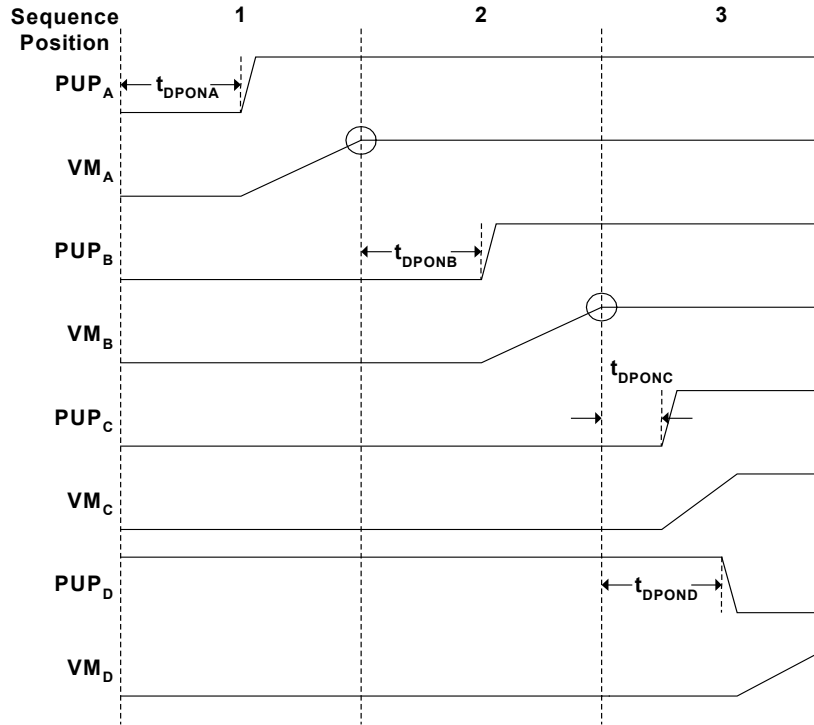 Sequence Position 1 2 3
PUP_A t_DPONA
VM_A
PUP_B t_DPONB
VM_B
t_DPONC
PUP_C
VM_C
PUP_D t_DPOND
VM_D